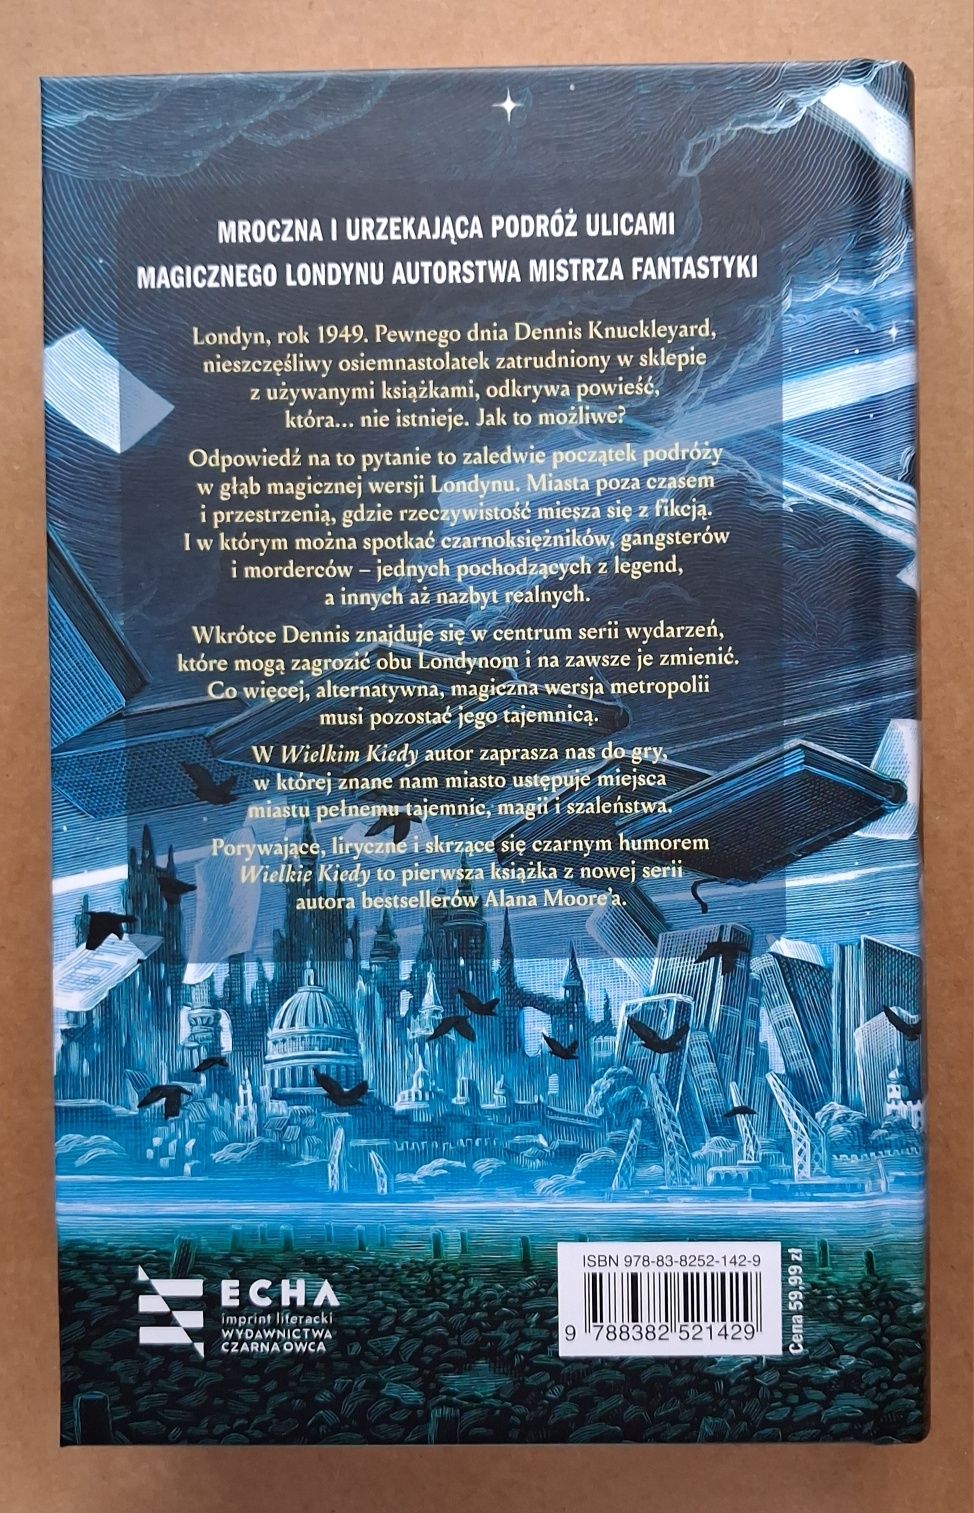 MROCZNA I URZEKAJĄCA PODRÓŻ ULICAMI
MAGICZNEGO LONDYNU AUTORSTWA MISTRZA FANTASTYKI
Londyn, rok 1949. Pewnego dnia Dennis Knuckleyard,
nieszczęśliwy osiemnastolatek zatrudniony w sklepie
z używanymi książkami, odkrywa powieść,
która... nie istnieje. Jak to możliwe?
Odpowiedź na to pytanie to zaledwie początek podróży
w głąb magicznej wersji Londynu. Miasta poza czasem
i przestrzenią, gdzie rzeczywistość miesza się z fikcją.
I w którym można spotkać czarnoksiężników, gangsterów
i morderców – jednych pochodzących z legend,
a innych aż nazbyt realnych.
Wkrótce Dennis znajduje się w centrum serii wydarzeń,
które mogą zagrozić obu Londynom i na zawsze je zmienić.
Co więcej, alternatywna, magiczna wersja metropolii
musi pozostać jego tajemnicą.
W Wielkim Kiedy autor zaprasza nas do gry,
w której znane nam miasto ustępuje miejsca
miastu pełnemu tajemnic, magii i szaleństwa.
Porywające, liryczne i skrzące się czarnym humorem
Wielkie Kiedy to pierwsza książka z nowej serii
autora bestsellerów Alana Moore'a.
ECHA
imprint literacki
WYDAWNICTWA
CZARNA OWCA
ISBN 978-83-8252-142-9
9 788382 521429
Cena 59,99 zł